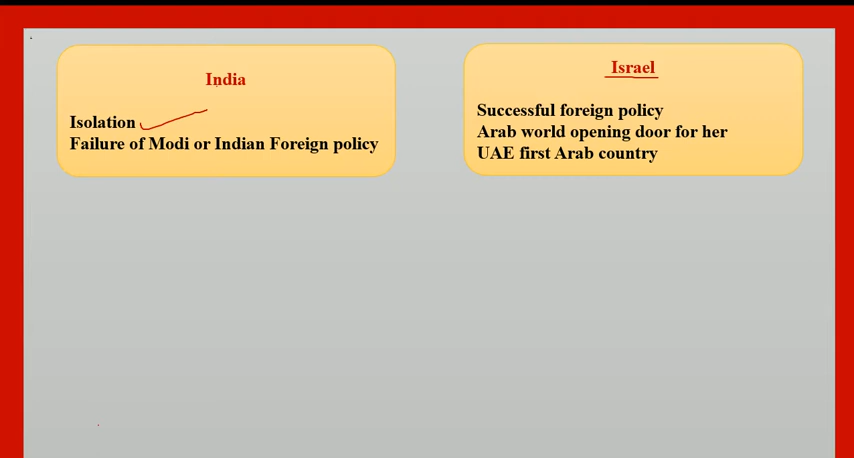 India
Isolation
Failure of Modi or Indian Foreign policy
Israel
Successful foreign policy
Arab world opening door for her
UAE first Arab country